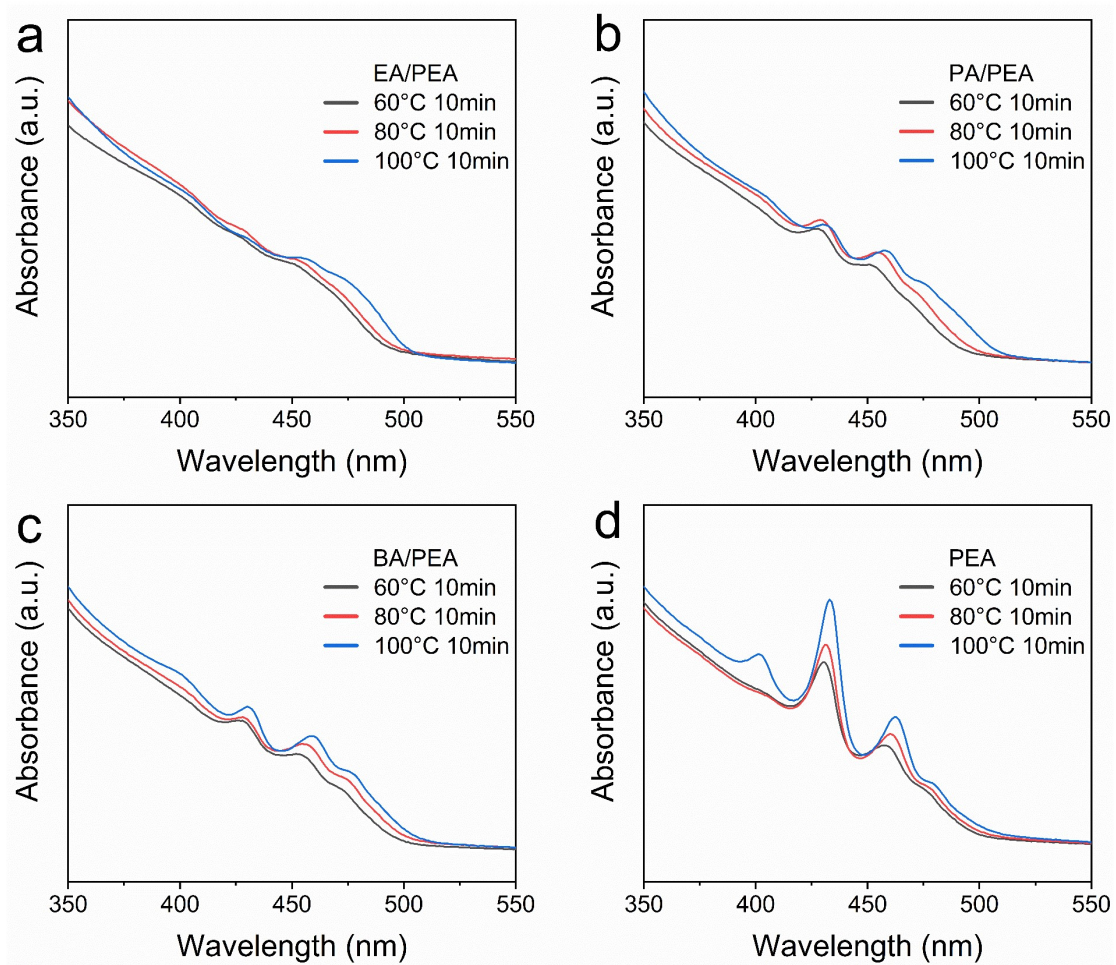 a
EA/PEA
60°C 10min
80°C 10min
100°C 10min
Absorbance (a.u.)
350 400 450 500 550
Wavelength (nm)
b
PA/PEA
60°C 10min
80°C 10min
100°C 10min
Absorbance (a.u.)
350 400 450 500 550
Wavelength (nm)
c
BA/PEA
60°C 10min
80°C 10min
100°C 10min
Absorbance (a.u.)
350 400 450 500 550
Wavelength (nm)
d
PEA
60°C 10min
80°C 10min
100°C 10min
Absorbance (a.u.)
350 400 450 500 550
Wavelength (nm)